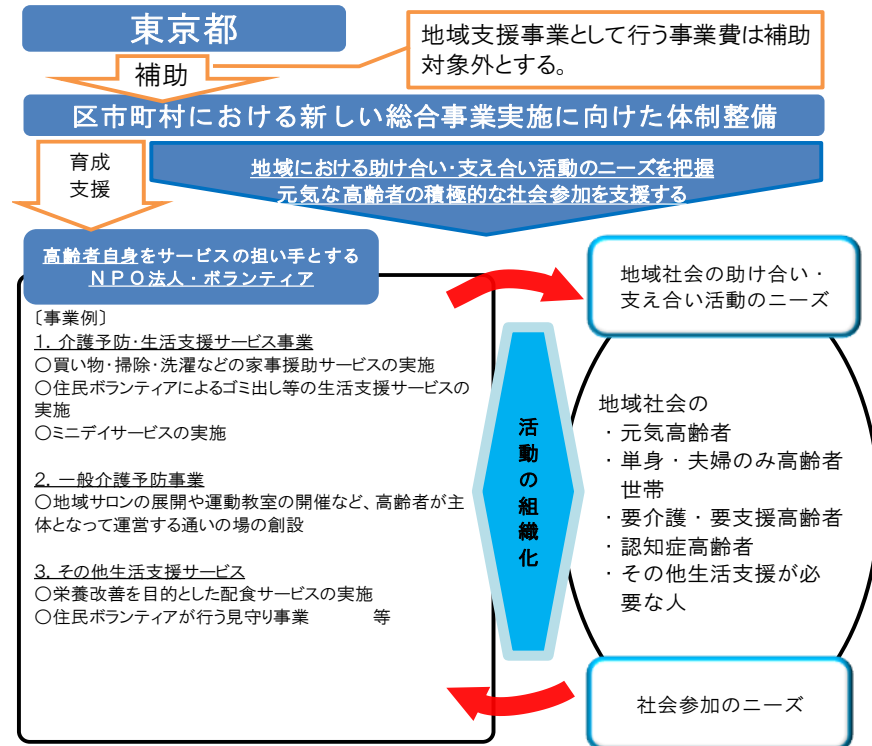 東京都
補助
地域支援事業として行う事業費は補助
対象外とする。
区市町村における新しい総合事業実施に向けた体制整備
育成
支援
地域における助け合い・支え合い活動のニーズを把握
元気な高齢者の積極的な社会参加を支援する
高齢者自身をサービスの担い手とする
ＮＰＯ法人・ボランティア
〔事業例〕
1．介護予防・生活支援サービス事業
○買い物・掃除・洗濯などの家事援助サービスの実施
○住民ボランティアによるゴミ出し等の生活支援サービスの
実施
○ミニデイサービスの実施
2．一般介護予防事業
○地域サロンの展開や運動教室の開催など、高齢者が主
体となって運営する通いの場の創設
3．その他生活支援サービス
○栄養改善を目的とした配食サービスの実施
○住民ボランティアが行う見守り事業　　　等
活動の組織化
地域社会の助け合い・
支え合い活動のニーズ
地域社会の
・元気高齢者
・単身・夫婦のみ高齢者
世帯
・要介護・要支援高齢者
・認知症高齢者
・その他生活支援が必
要な人
社会参加のニーズ